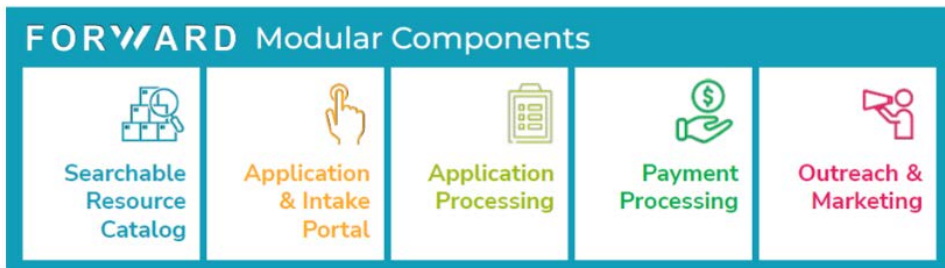 FORWARD Modular Components
Searchable
Resource
Catalog
Application
& Intake
Portal
Application
Processing
Payment
Processing
Outreach &
Marketing